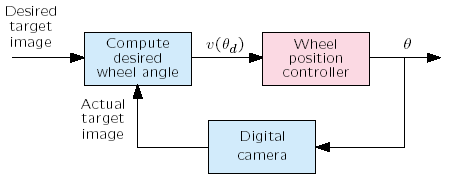 Desired
target
image
Compute
desired
wheel angle
v(θd)
Wheel
position
controller
θ
Actual
target
image
Digital
camera